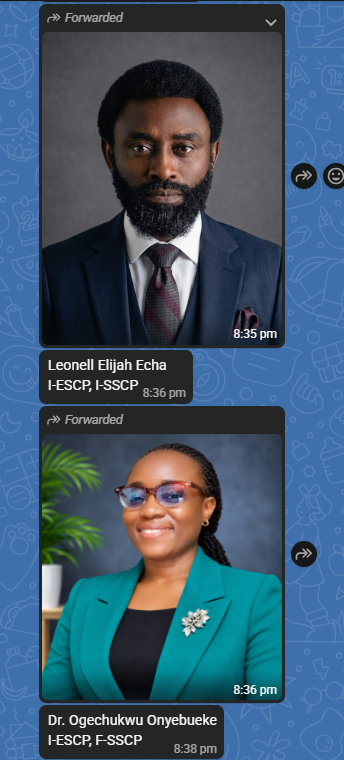 Forwarded
8:35 pm
Leonell Elijah Echa
I-ESCP, I-SSCP
8:36 pm
Forwarded
8:36 pm
Dr. Ogechukwu Onyebueke
I-ESCP, F-SSCP
8:38 pm